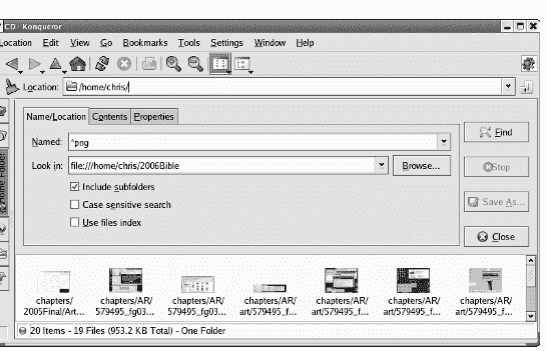 CD - Konqueror
Location Edit View Go Bookmarks Tools Settings Window Help
Location: /home/chris/
Name/Location Contents Properties
Named: *png
Find
Look in: file:///home/chris/2006Bible Browse...
Stop
Include subfolders
Case sensitive search
Save As...
Use files index
Close
Home Folder
chapters/ chapters/AR/ chapters/AR/ chapters/AR/ chapters/AR/ chapters/AR/ chapters/AR/
2005Final/Art... 579495_fg03... 579495_fg03... art/579495_f... art/579495_f... art/579495_f... art/579495_f...
20 Items - 19 Files (953.2 KB Total) - One Folder